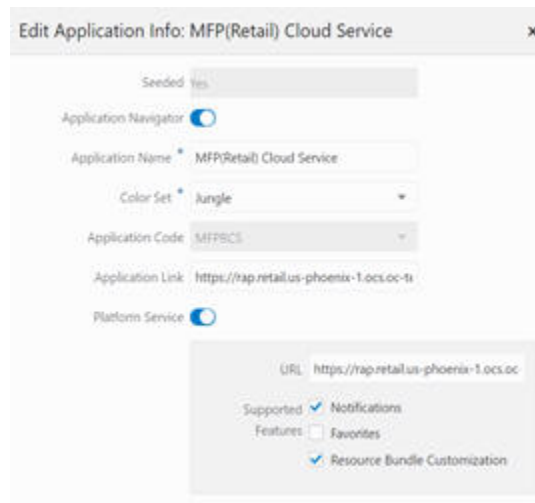 Edit Application Info: MFP(Retail) Cloud Service ×
Seeded Yes
Application Navigator
Application Name * MFP(Retail) Cloud Service
Color Set * Jungle
Application Code MFPRCS
Application Link https://rap.retail.us-phoenix-1.ocs.oc-te
Platform Service
URL https://rap.retail.us-phoenix-1.ocs.oc
Supported Features
Notifications
Favorites
Resource Bundle Customization